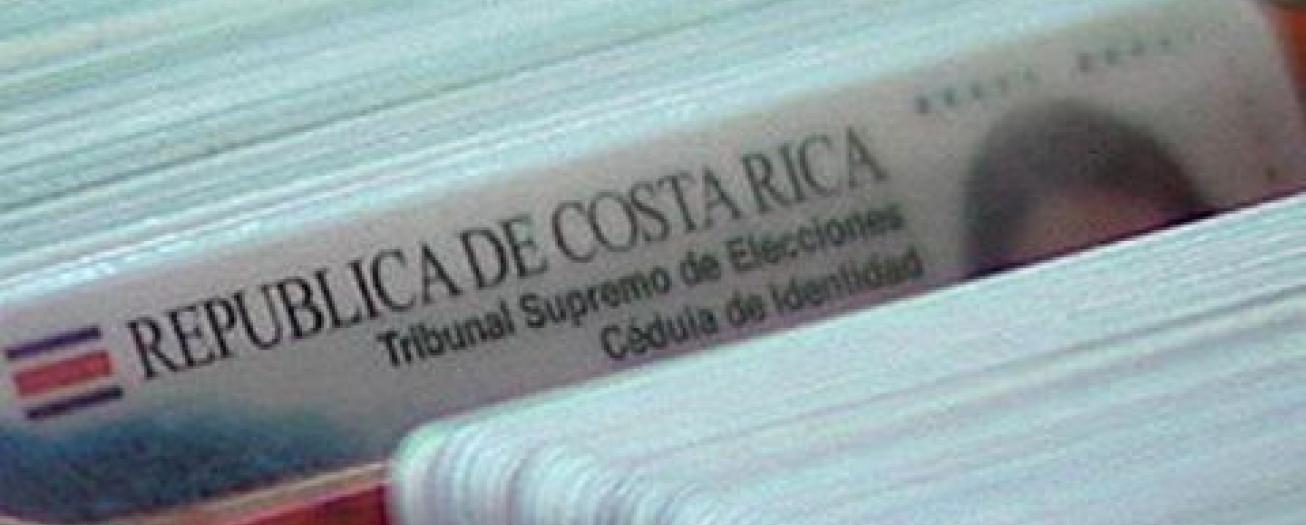 REPUBLICA DE COSTA RICA
Tribunal Supremo de Elecciones
Cédula de Identidad